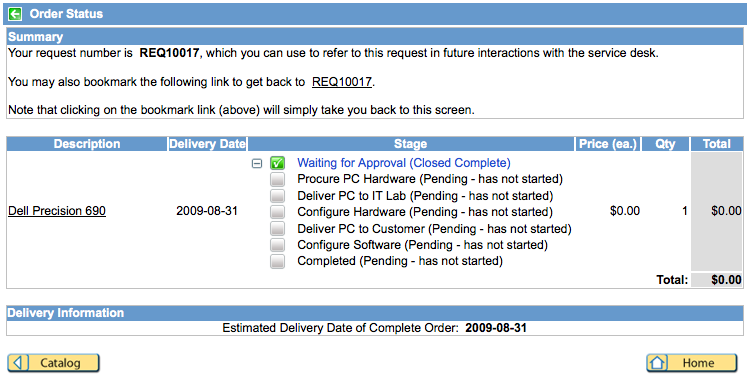 Order Status
Summary
Your request number is REQ10017, which you can use to refer to this request in future interactions with the service desk.
You may also bookmark the following link to get back to REQ10017.
Note that clicking on the bookmark link (above) will simply take you back to this screen.
Description Delivery Date Stage Price (ea.) Qty Total
Waiting for Approval (Closed Complete)
Procure PC Hardware (Pending - has not started)
Deliver PC to IT Lab (Pending - has not started)
Dell Precision 690 2009-08-31 Configure Hardware (Pending - has not started) $0.00 1 $0.00
Deliver PC to Customer (Pending - has not started)
Configure Software (Pending - has not started)
Completed (Pending - has not started)
Total: $0.00
Delivery Information
Estimated Delivery Date of Complete Order: 2009-08-31
Catalog Home